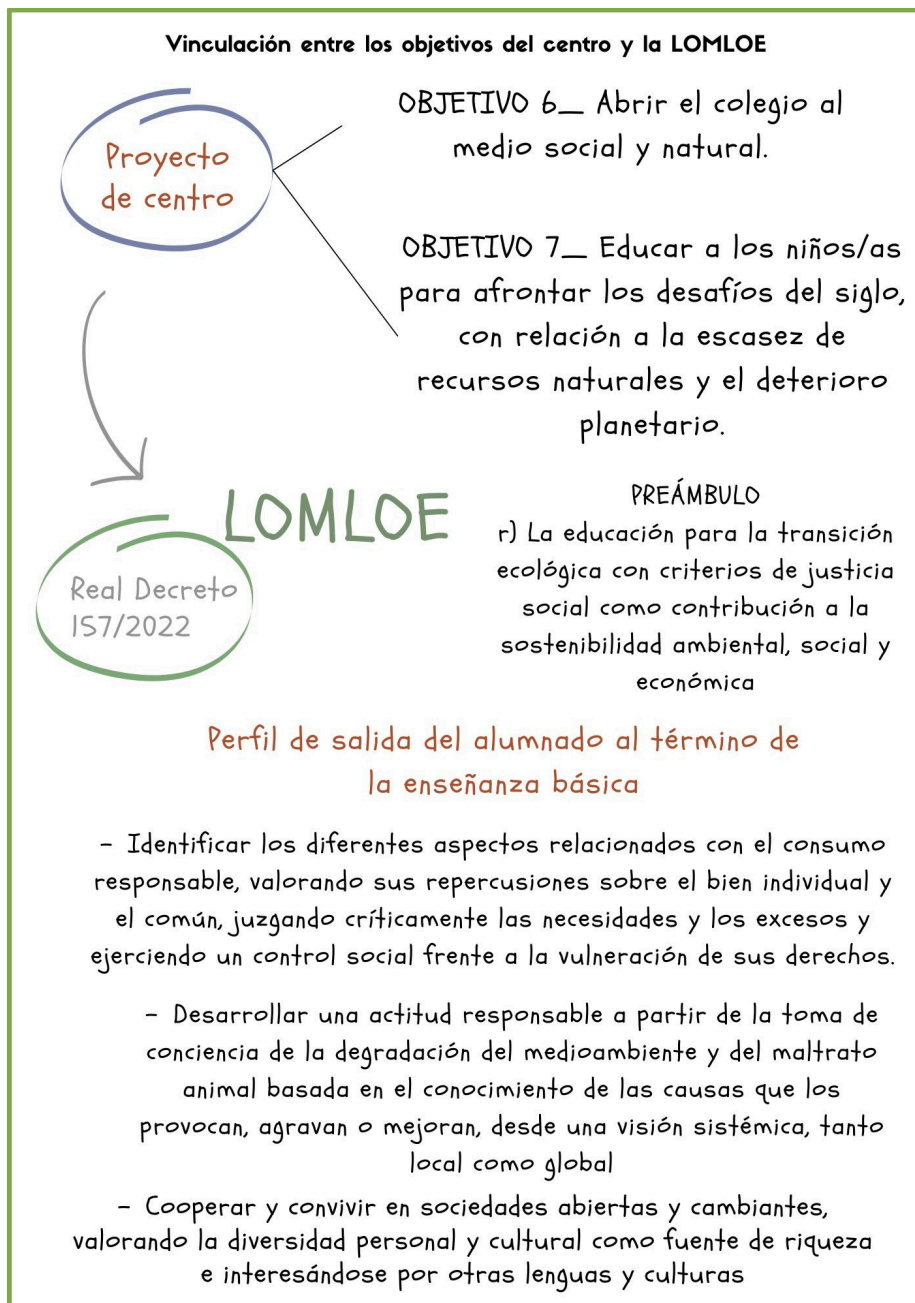 Vinculación entre los objetivos del centro y la LOMLOE
Proyecto
de centro
OBJETIVO 6_ Abrir el colegio al
medio social y natural.
OBJETIVO 7_ Educar a los niños/as
para afrontar los desafíos del siglo,
con relación a la escasez de
recursos naturales y el deterioro
planetario.
LOMLOE
Real Decreto
157/2022
PREÁMBULO
r) La educación para la transición
ecológica con criterios de justicia
social como contribución a la
sostenibilidad ambiental, social y
económica
Perfil de salida del alumnado al término de
la enseñanza básica
- Identificar los diferentes aspectos relacionados con el consumo
responsable, valorando sus repercusiones sobre el bien individual y
el común, juzgando críticamente las necesidades y los excesos y
ejerciendo un control social frente a la vulneración de sus derechos.
- Desarrollar una actitud responsable a partir de la toma de
conciencia de la degradación del medioambiente y del maltrato
animal basada en el conocimiento de las causas que los
provocan, agravan o mejoran, desde una visión sistémica, tanto
local como global
- Cooperar y convivir en sociedades abiertas y cambiantes,
valorando la diversidad personal y cultural como fuente de riqueza
e interesándose por otras lenguas y culturas